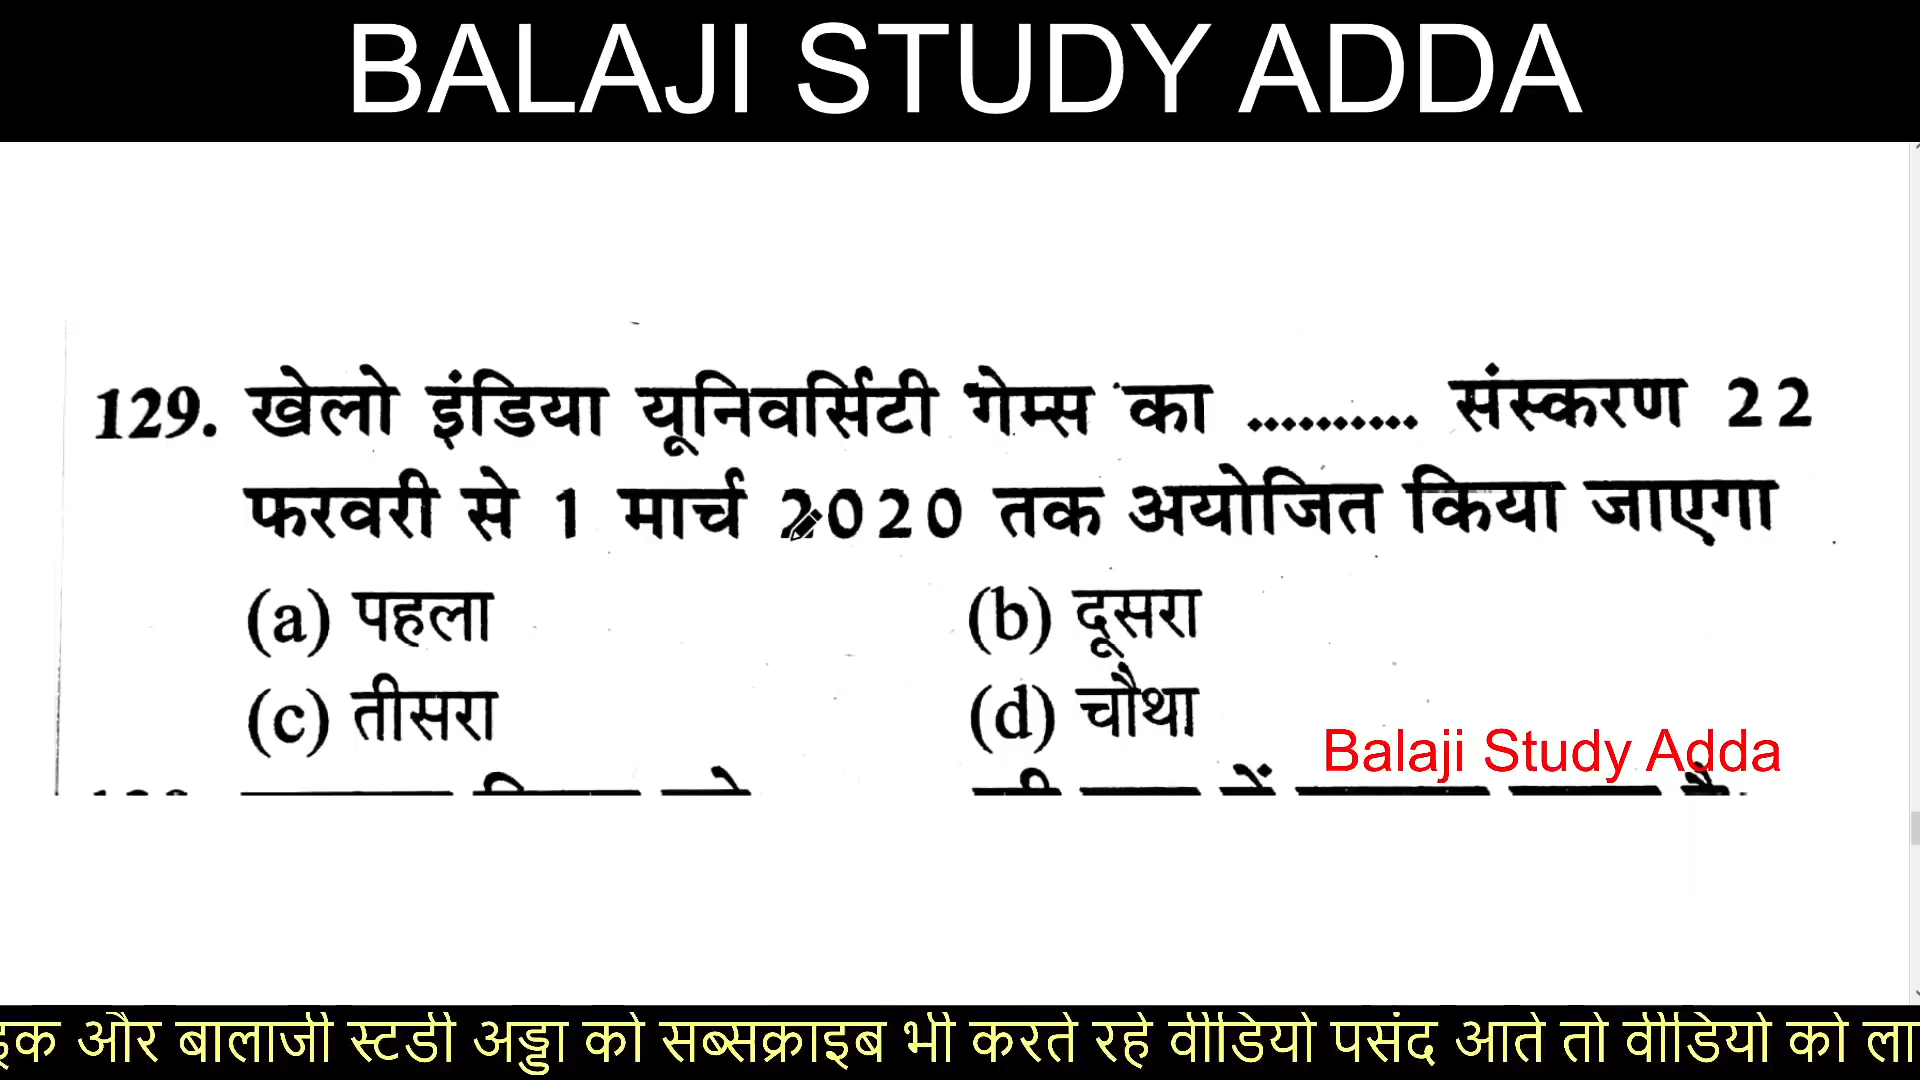 BALAJI STUDY ADDA
129. खेलो इंडिया यूनिवर्सिटी गेम्स का .......... संस्करण 22
फरवरी से 1 मार्च 2020 तक अयोजित किया जाएगा
(a) पहला (b) दूसरा
(c) तीसरा (d) चौथा
Balaji Study Adda
और बालाजी स्टडी अड्डा को सब्सक्राइब भी करते रहे वीडियो पसंद आते तो वीडियो को